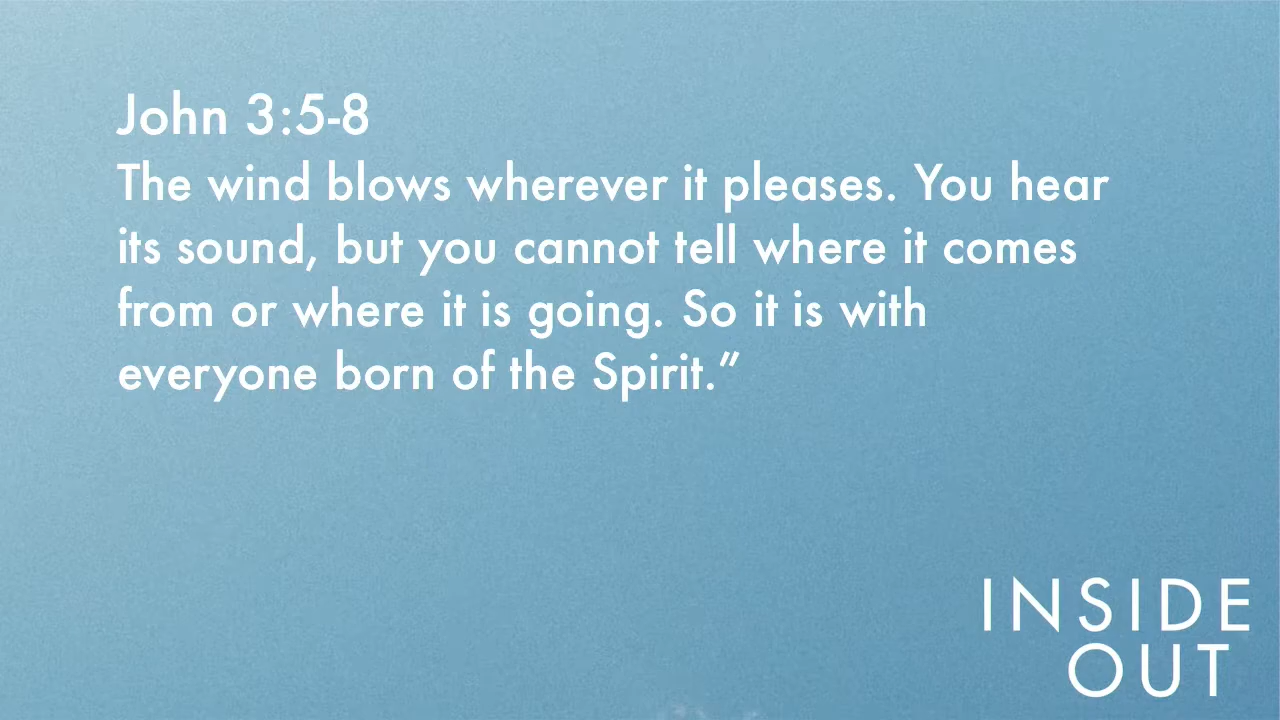 John 3:5-8
The wind blows wherever it pleases. You hear
its sound, but you cannot tell where it comes
from or where it is going. So it is with
everyone born of the Spirit.”
INSIDE
OUT